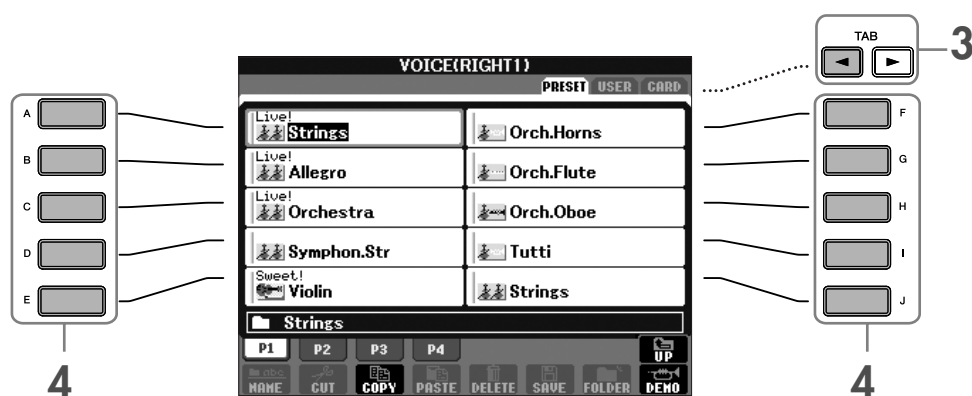 TAB
3
VOICE(RIGHT1)
PRESET USER CARD
A
Live!
Strings
Orch.Horns
F
B
Live!
Allegro
Orch.Flute
G
C
Live!
Orchestra
Orch.Oboe
H
D
Symphon.Str
Tutti
I
E
Sweet!
Violin
Strings
J
Strings
P1 P2 P3 P4 UP
abc
NAME CUT COPY PASTE DELETE SAVE FOLDER DEMO
4
4